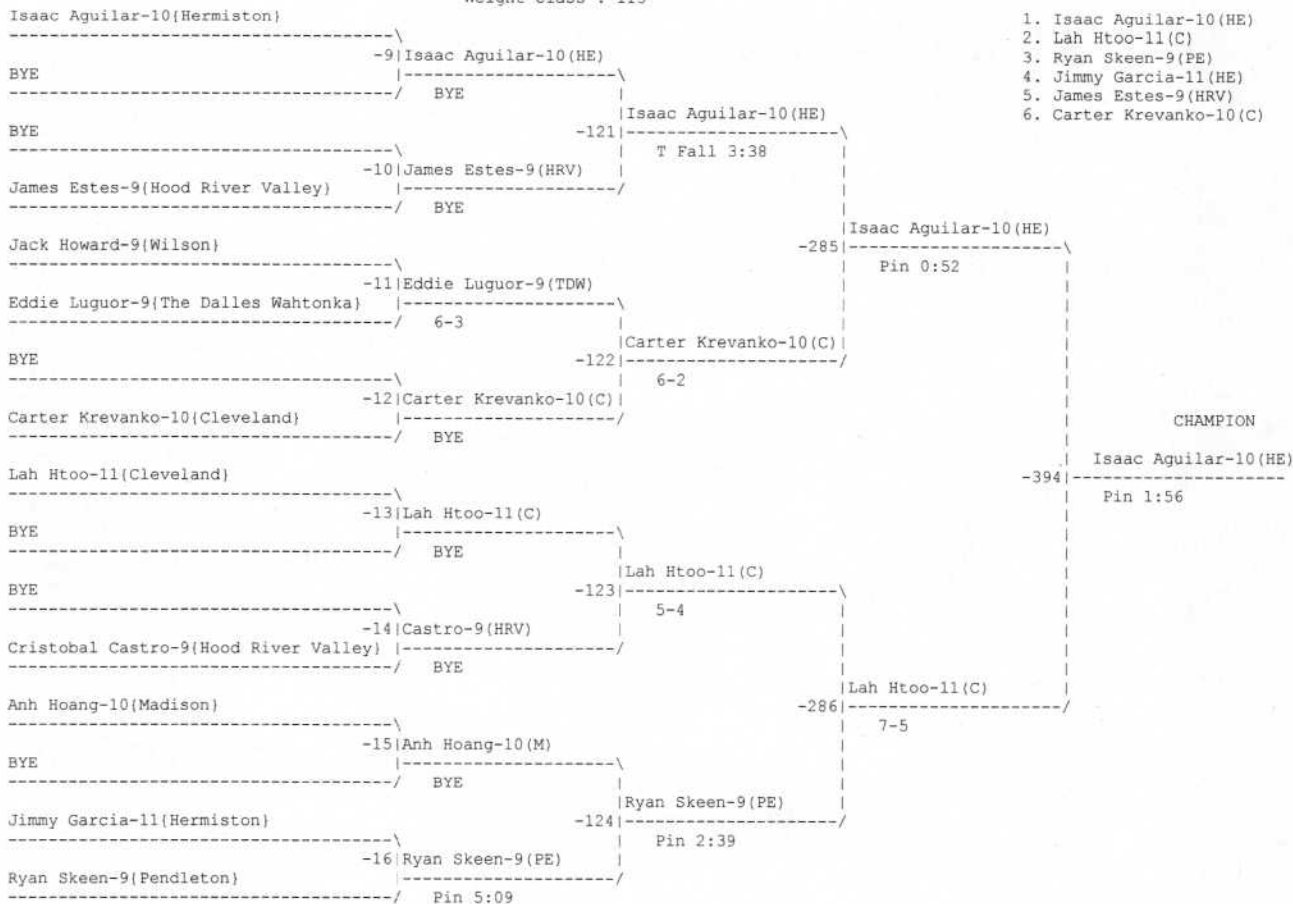 Weight Class : 113
Isaac Aguilar-10{Hermiston}
1. Isaac Aguilar-10(HE)
2. Lah Htoo-11(C)
3. Ryan Skeen-9(PE)
4. Jimmy Garcia-11(HE)
5. James Estes-9(HRV)
6. Carter Krevanko-10(C)
-9|Isaac Aguilar-10(HE)
BYE
BYE
|Isaac Aguilar-10(HE)
BYE
-121|
T Fall 3:38
-10|James Estes-9(HRV)
James Estes-9{Hood River Valley}
BYE
|Isaac Aguilar-10(HE)
Jack Howard-9{Wilson}
-285|
Pin 0:52
-11|Eddie Luguor-9(TDW)
Eddie Luguor-9{The Dalles Wahtonka}
6-3
|Carter Krevanko-10(C)|
BYE
-122|
6-2
-12|Carter Krevanko-10(C)|
Carter Krevanko-10{Cleveland}
BYE
CHAMPION
Isaac Aguilar-10(HE)
Lah Htoo-11{Cleveland}
-394|
Pin 1:56
-13|Lah Htoo-11(C)
BYE
BYE
|Lah Htoo-11(C)
BYE
-123|
5-4
-14|Castro-9(HRV)
Cristobal Castro-9{Hood River Valley}
BYE
|Lah Htoo-11(C)
Anh Hoang-10{Madison}
-286|
7-5
-15|Anh Hoang-10(M)
BYE
BYE
|Ryan Skeen-9(PE)
Jimmy Garcia-11{Hermiston}
-124|
Pin 2:39
-16|Ryan Skeen-9(PE)
Ryan Skeen-9{Pendleton}
Pin 5:09